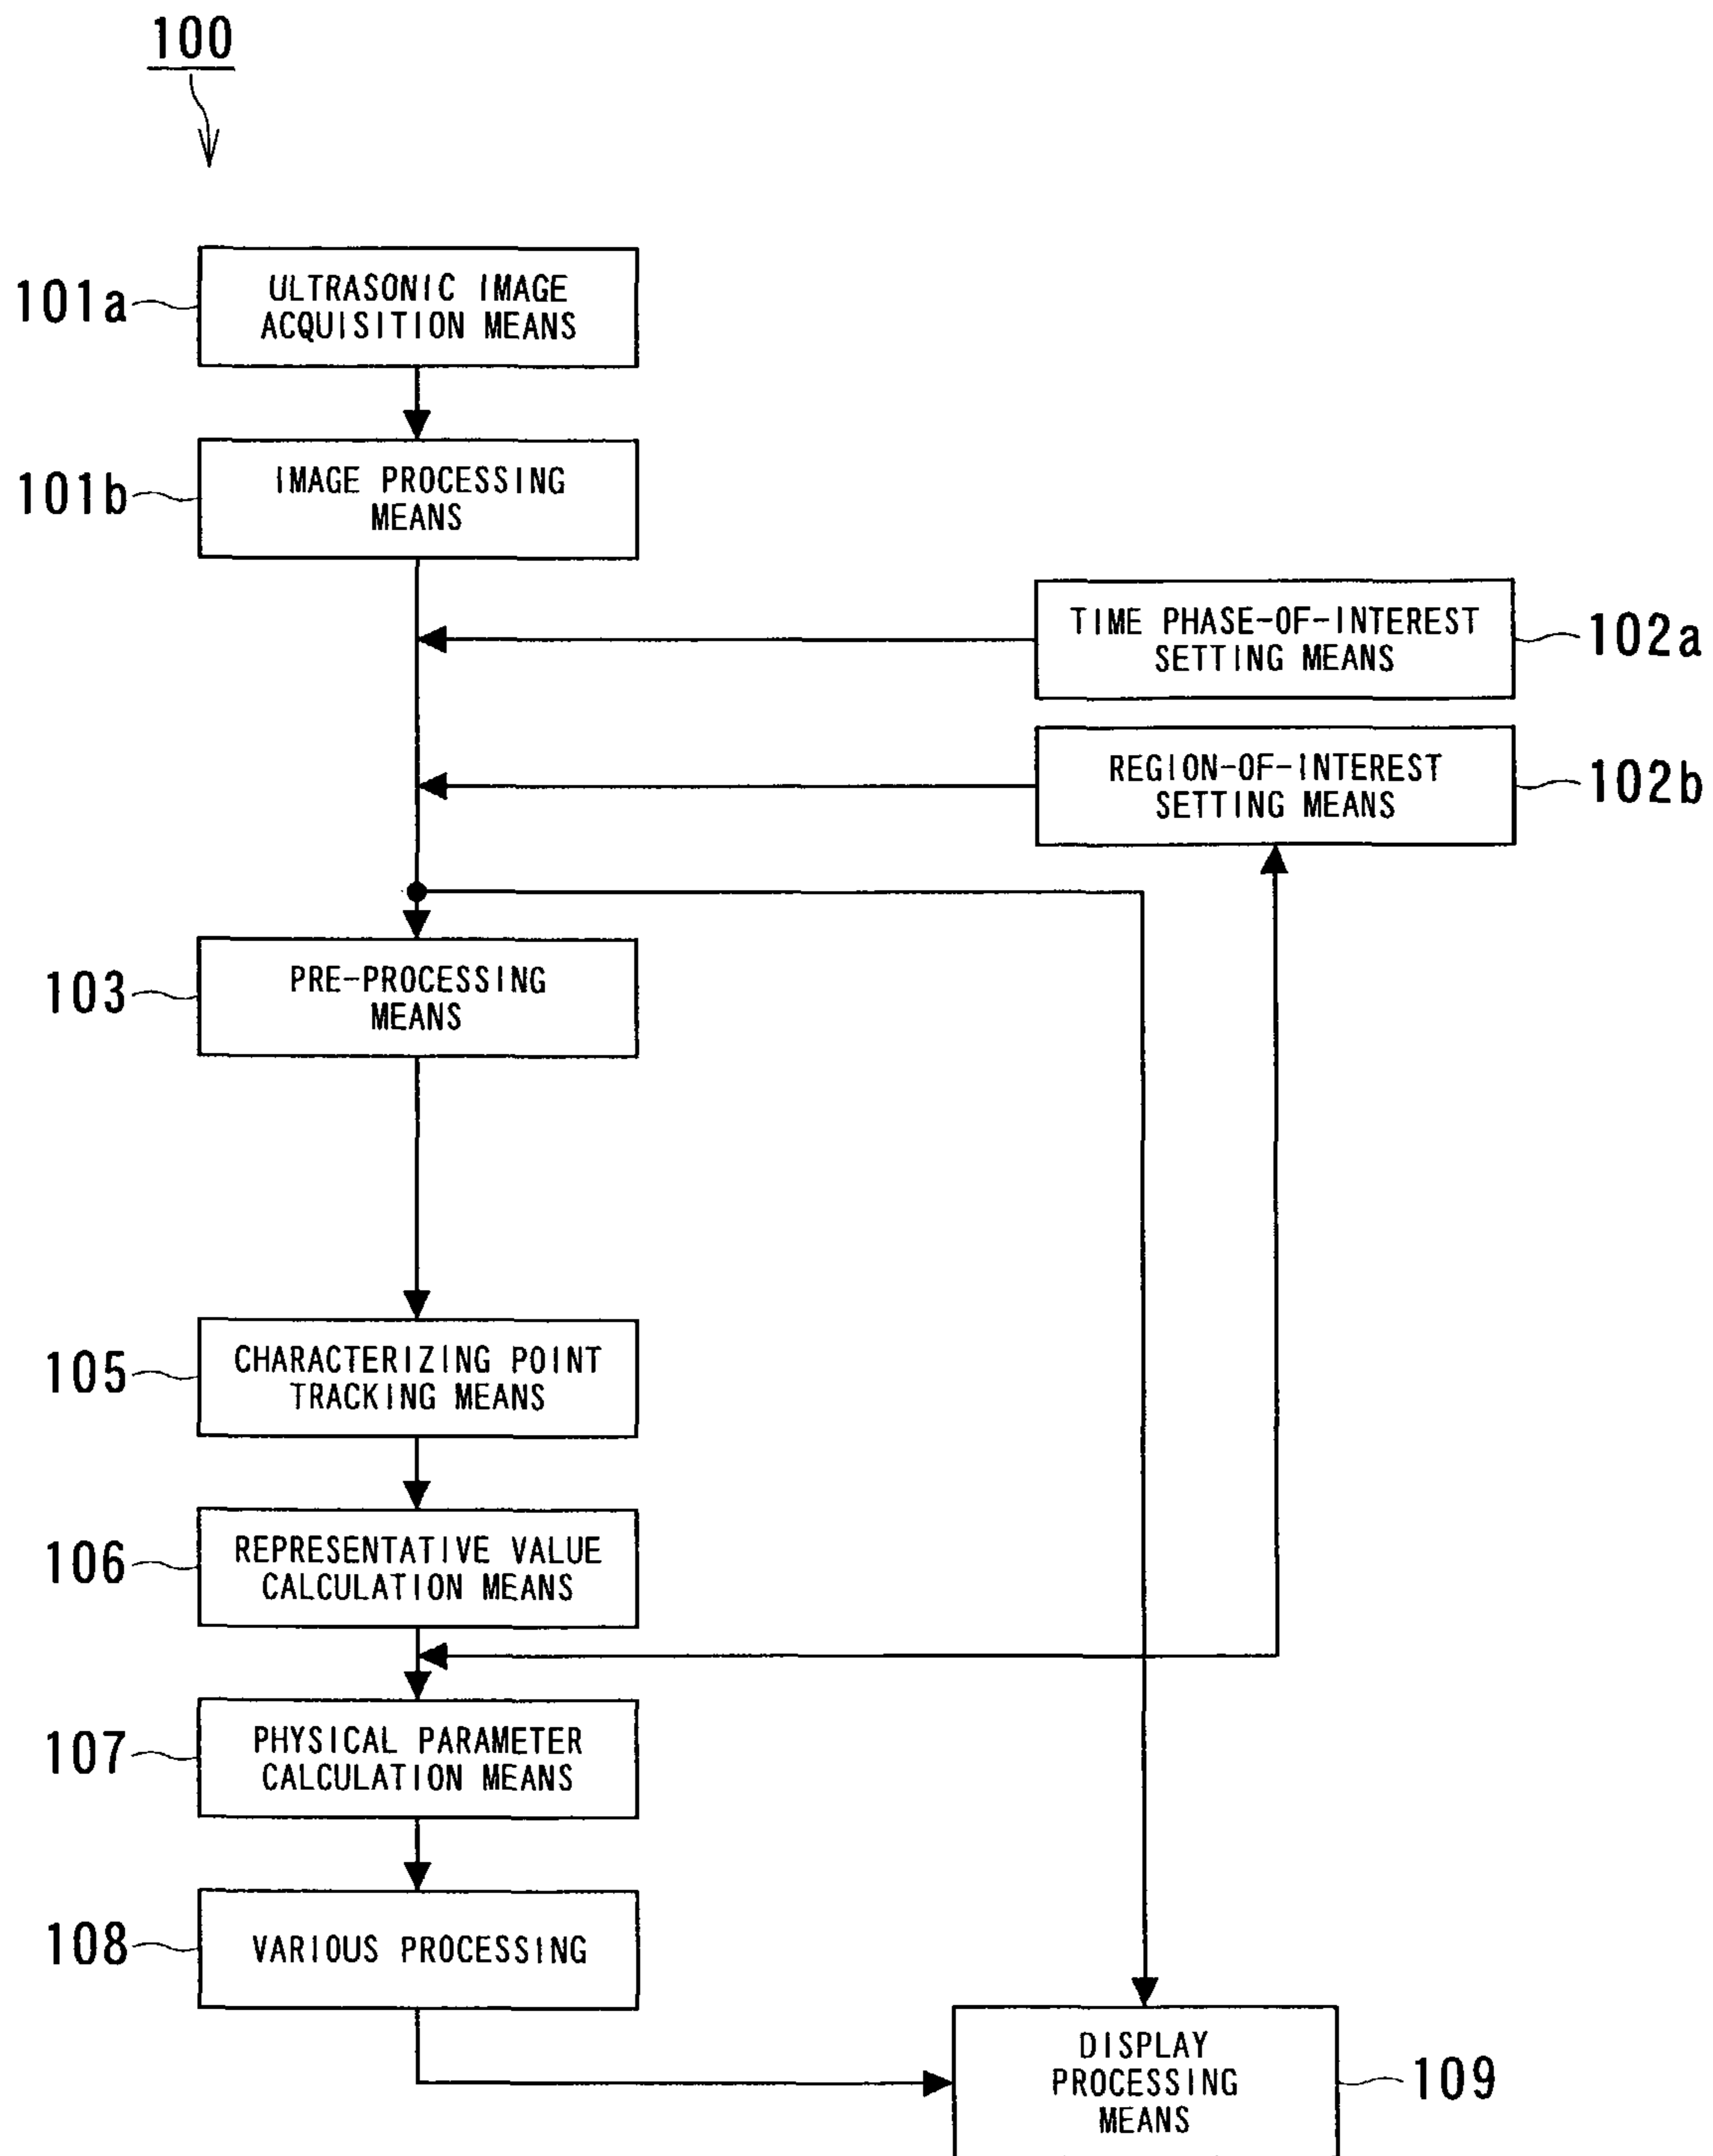 100
101a
ULTRASONIC IMAGE
ACQUISITION MEANS
101b
IMAGE PROCESSING
MEANS
TIME PHASE-OF-INTEREST
SETTING MEANS
102a
REGION-OF-INTEREST
SETTING MEANS
102b
103
PRE-PROCESSING
MEANS
105
CHARACTERIZING POINT
TRACKING MEANS
106
REPRESENTATIVE VALUE
CALCULATION MEANS
107
PHYSICAL PARAMETER
CALCULATION MEANS
108
VARIOUS PROCESSING
DISPLAY
PROCESSING
MEANS
109